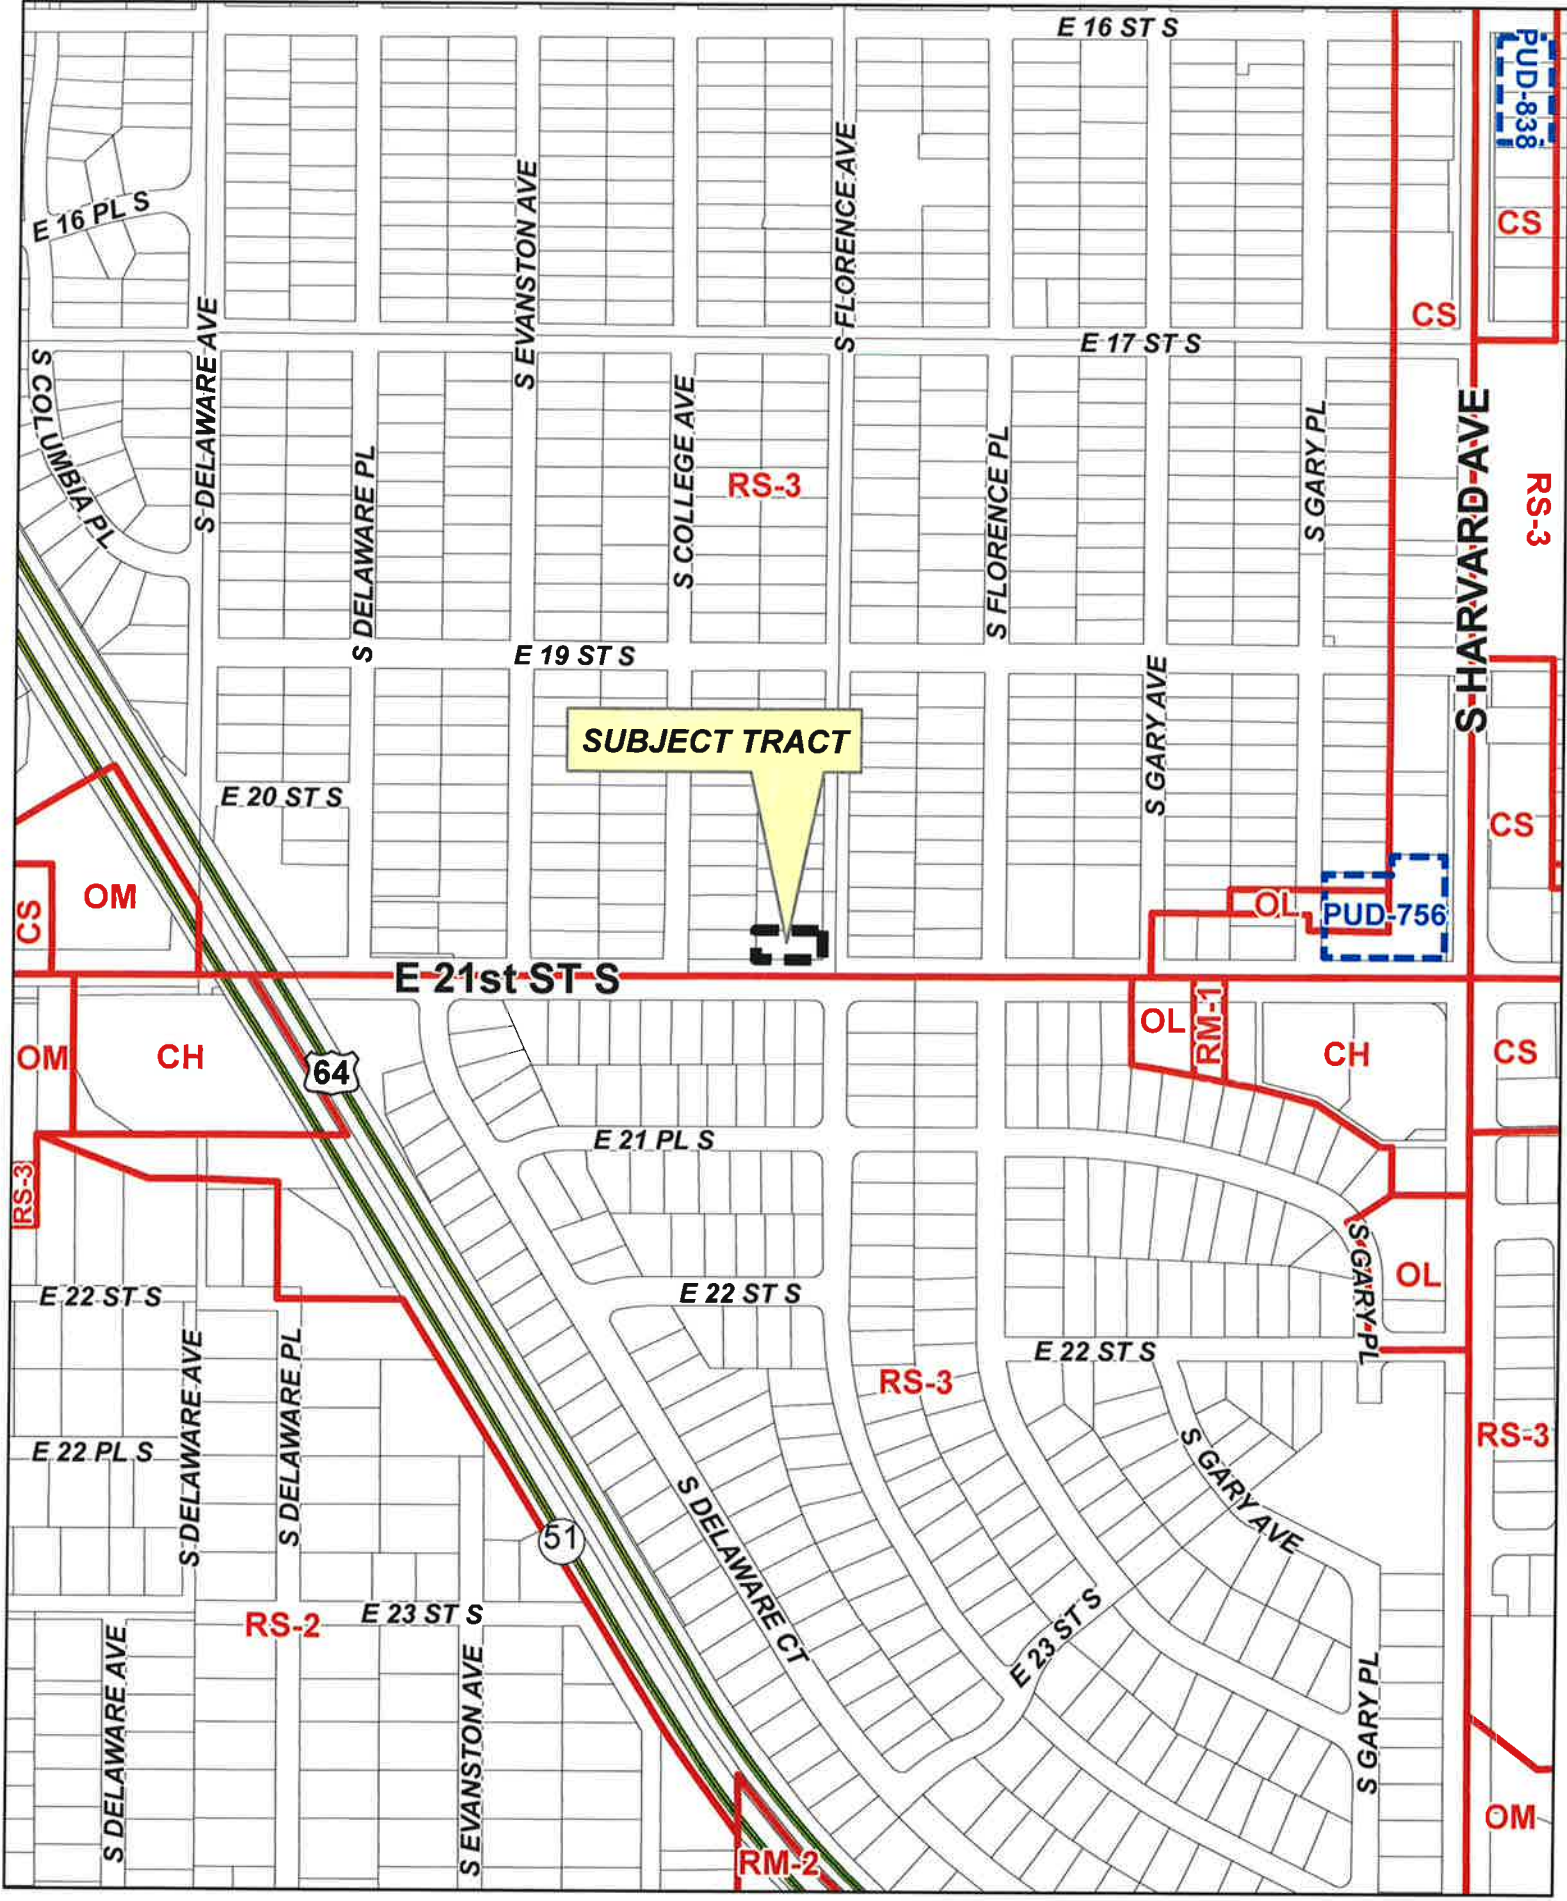 E 16 ST S
PUD-838
E 16 PL S
CS
S EVANSTON AVE
S FLORENCE AVE
S DELAWARE AVE
CS
E 17 ST S
S COLUMBIA PL
S DELAWARE PL
S COLLEGE AVE
RS-3
S FLORENCE PL
S GARY PL
S HARVARD AVE
RS-3
E 19 ST S
SUBJECT TRACT
S GARY AVE
E 20 ST S
CS
OM
CS
OL
PUD-756
E 21st ST S
OM
CH
64
OL
RM-1
CH
CS
E 21 PL S
RS-3
E 22 ST S
E 22 ST S
S GARY PL
OL
S DELAWARE AVE
S DELAWARE PL
E 22 ST S
RS-3
E 22 PL S
S GARY AVE
RS-3
51
S DELAWARE CT
RS-2
E 23 ST S
E 23 ST S
S DELAWARE AVE
S EVANSTON AVE
S GARY PL
OM
RM-2